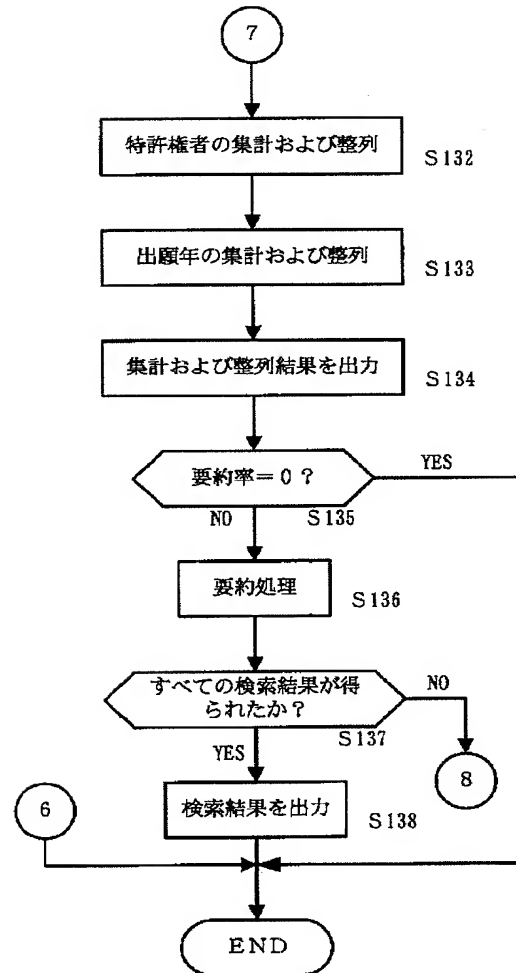 7
特許権者の集計および整列
S132
出願年の集計および整列
S133
集計および整列結果を出力
S134
要約率=0?
YES
NO
S135
要約処理
S136
すべての検索結果が得
られたか?
NO
YES
S137
8
6
検索結果を出力
S138
END